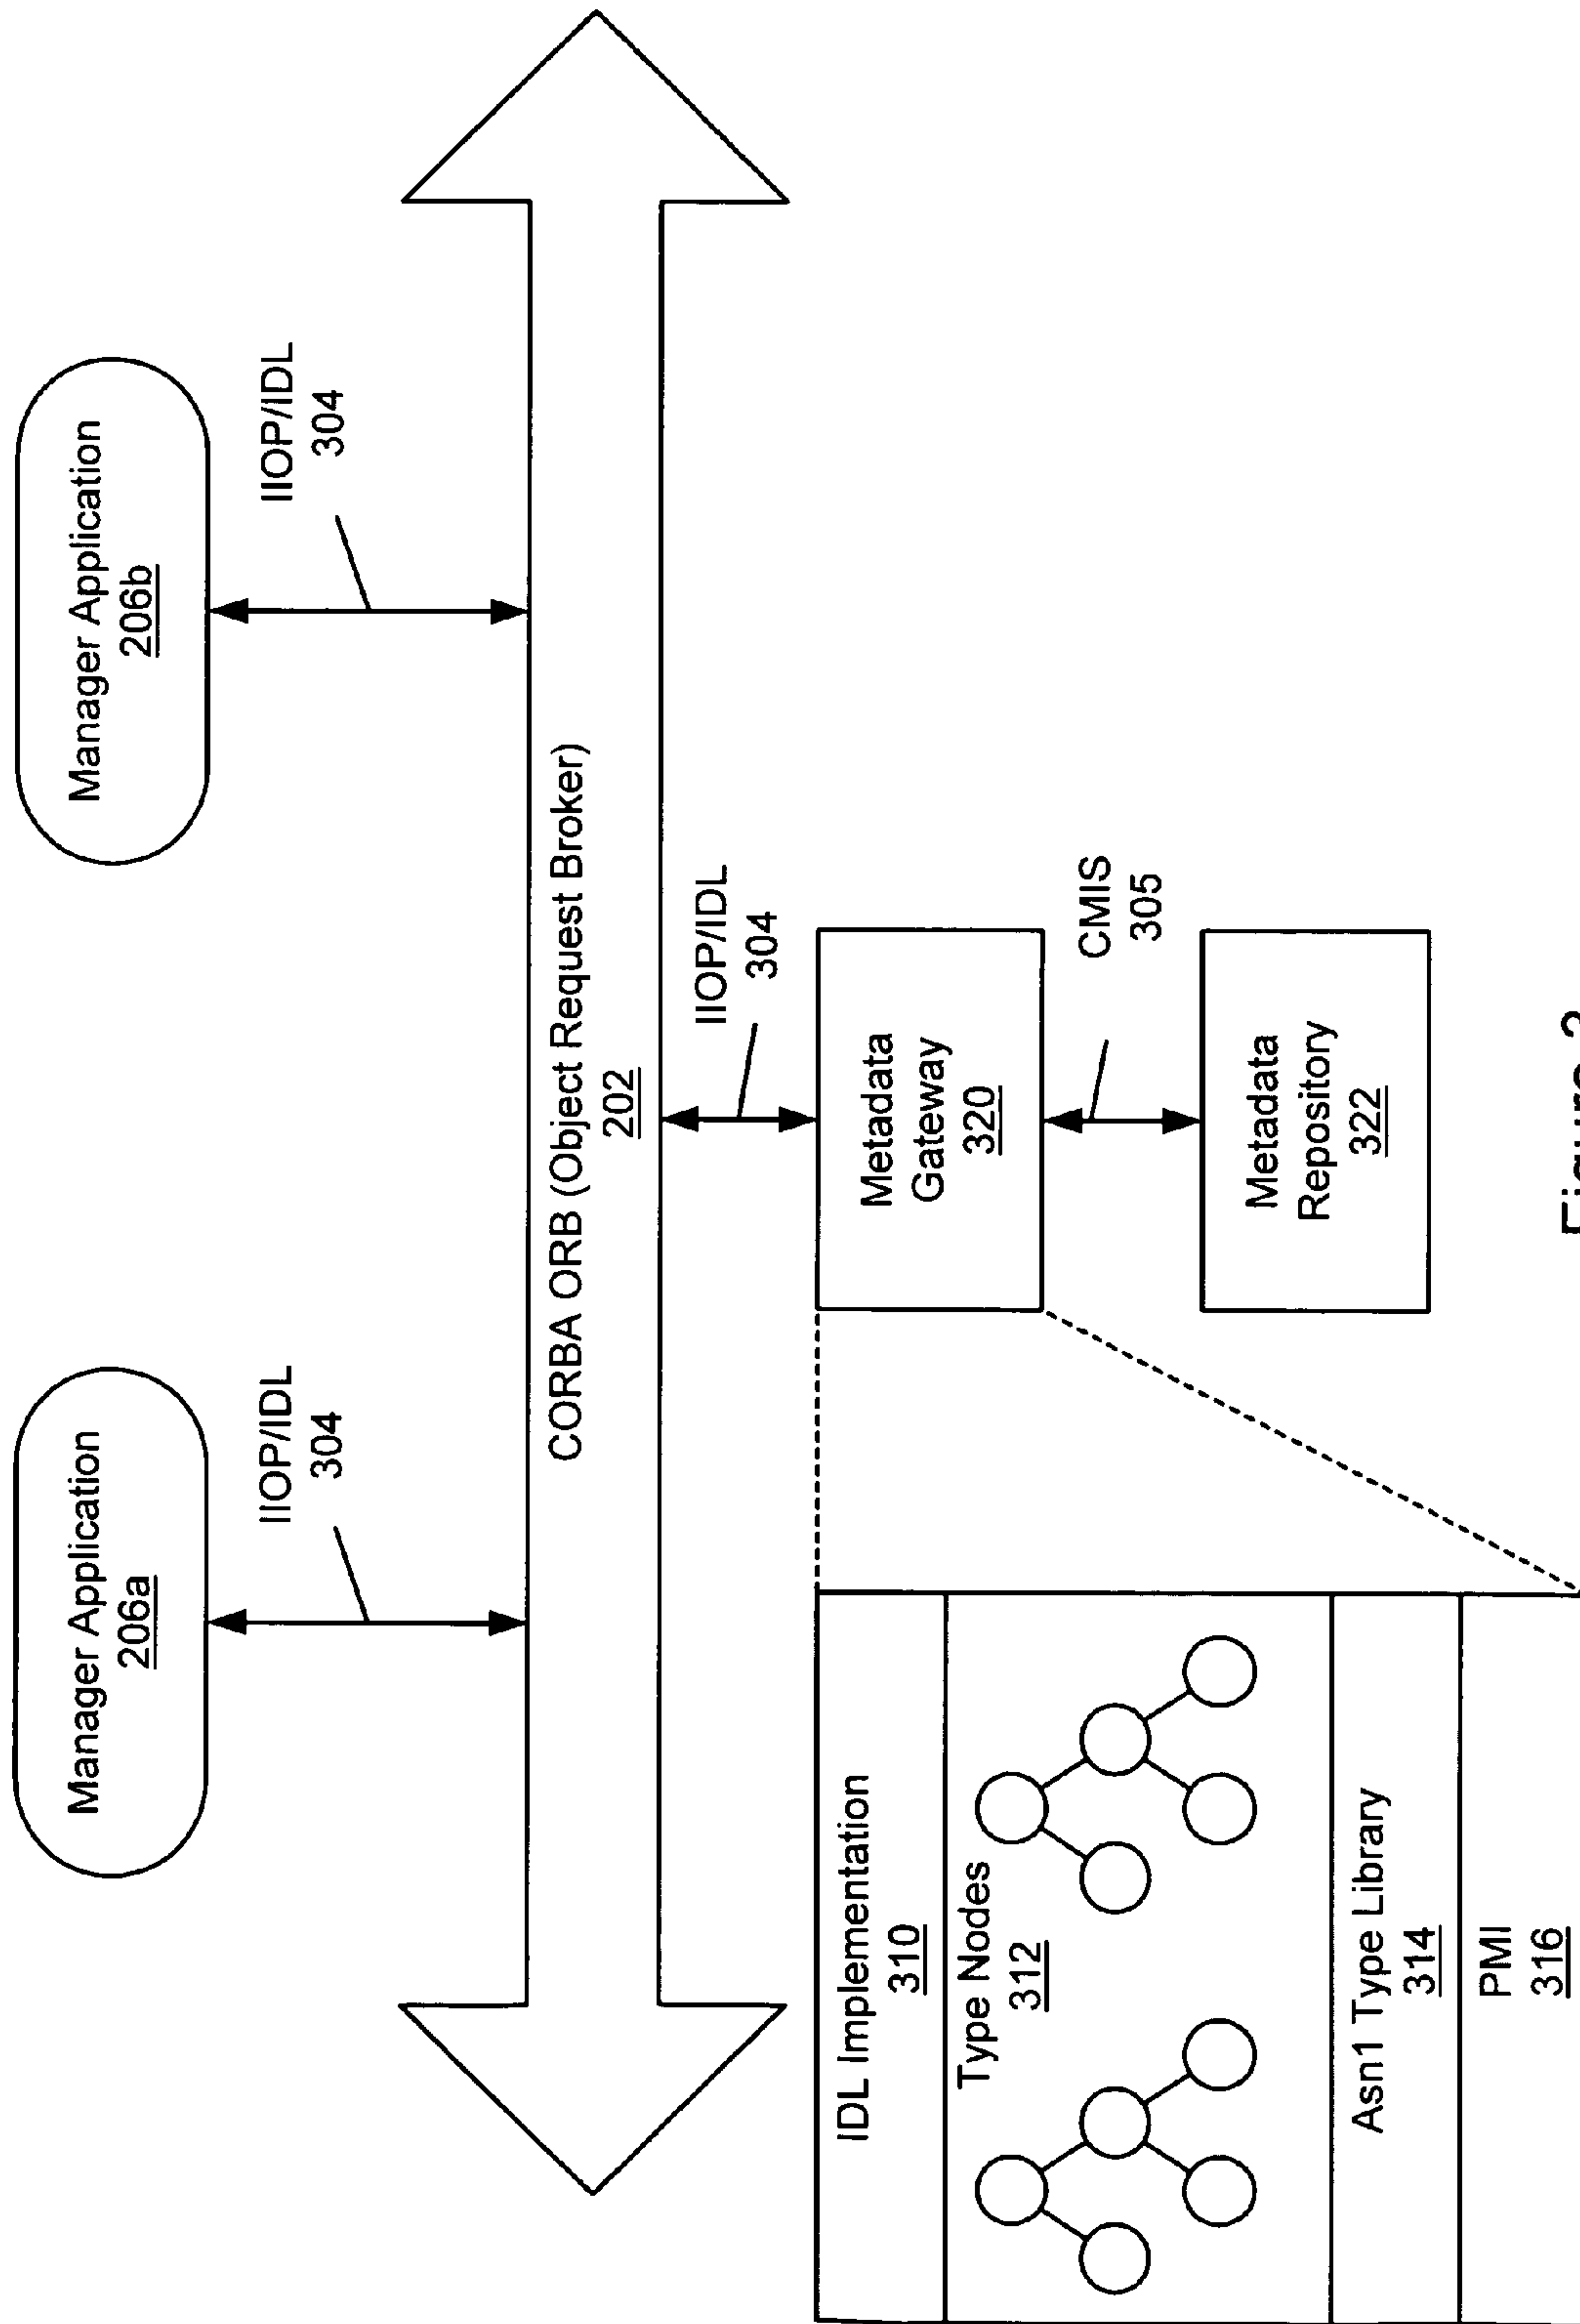 Manager Application
206a
Manager Application
206b
IIOP/IDL
304
IIOP/IDL
304
CORBA ORB (Object Request Broker)
202
IIOP/IDL
304
IDL Implementation
310
Type Nodes
312
Asn1 Type Library
314
PMI
316
Metadata
Gateway
320
CMIS
305
Metadata
Repository
322
Figure